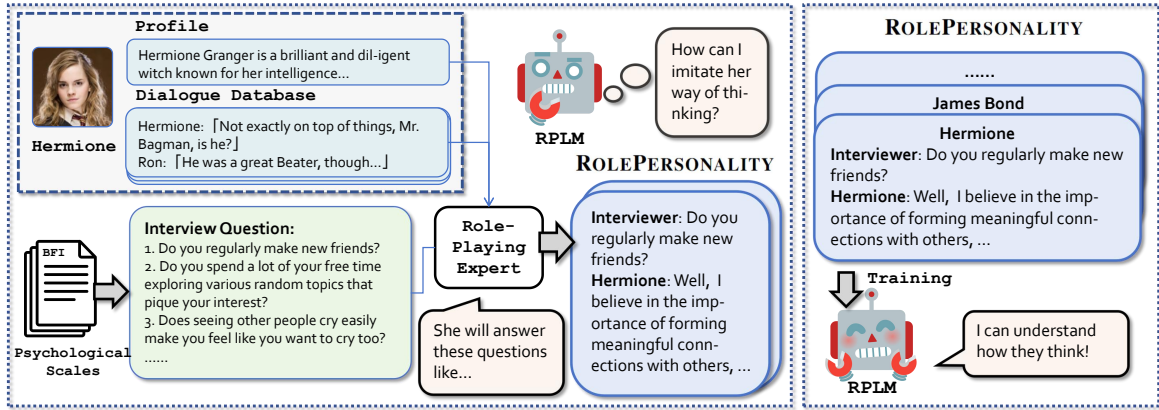 Profile
Hermione Granger is a brilliant and dil-igent
witch known for her intelligence...
Dialogue Database
Hermione:「Not exactly on top of things, Mr.
Bagman, is he?」
Ron:「He was a great Beater, though...」
Hermione
RPLM
How can I
imitate her
way of thi-
nking?
BFI
Psychological
Scales
Interview Question:
1. Do you regularly make new friends?
2. Do you spend a lot of your free time
exploring various random topics that
pique your interest?
3. Does seeing other people cry easily
make you feel like you want to cry too?
......
Role-
Playing
Expert
She will answer
these questions
like...
ROLEPERSONALITY
Interviewer: Do you
regularly make new
friends?
Hermione: Well, I
believe in the imp-
ortance of forming
meaningful conn-
ections with others, ...
ROLEPERSONALITY
......
James Bond
Hermione
Interviewer: Do you regularly make new
friends?
Hermione: Well, I believe in the imp-
ortance of forming meaningful conn-
ections with others, ...
Training
RPLM
I can understand
how they think!